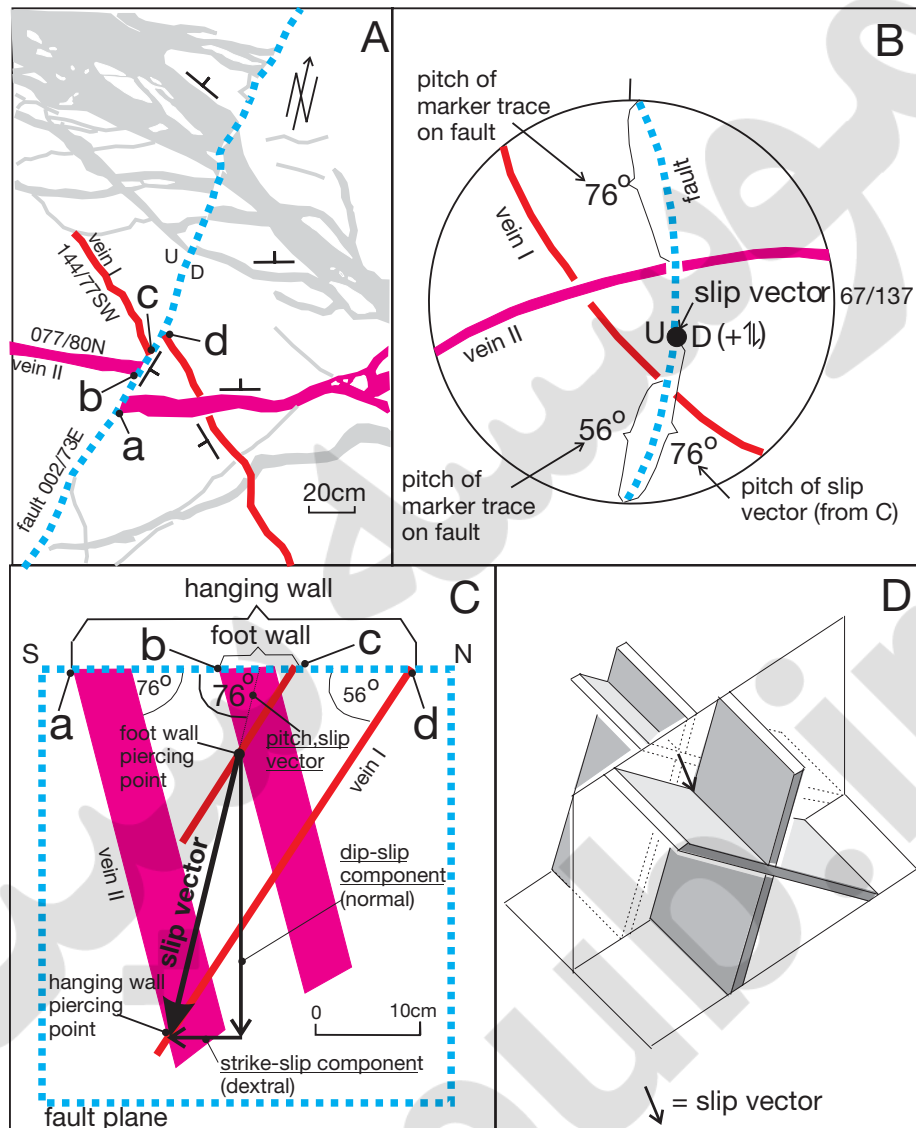 A
N
U
D
vein I
144/77SW
c
d
077/80N
vein II
b
a
fault 002/73E
20cm
B
pitch of
marker trace
on fault
76°
fault
vein I
67/137
slip vector
U D (+⇌)
vein II
56°
76°
pitch of
marker trace
on fault
pitch of slip
vector (from C)
C
hanging wall
foot wall
S
N
a
b
c
d
76°
76°
56°
foot wall
piercing
point
pitch,slip
vector
vein I
vein II
slip vector
dip-slip
component
(normal)
hanging wall
piercing
point
0 10cm
strike-slip component
(dextral)
fault plane
D
= slip vector